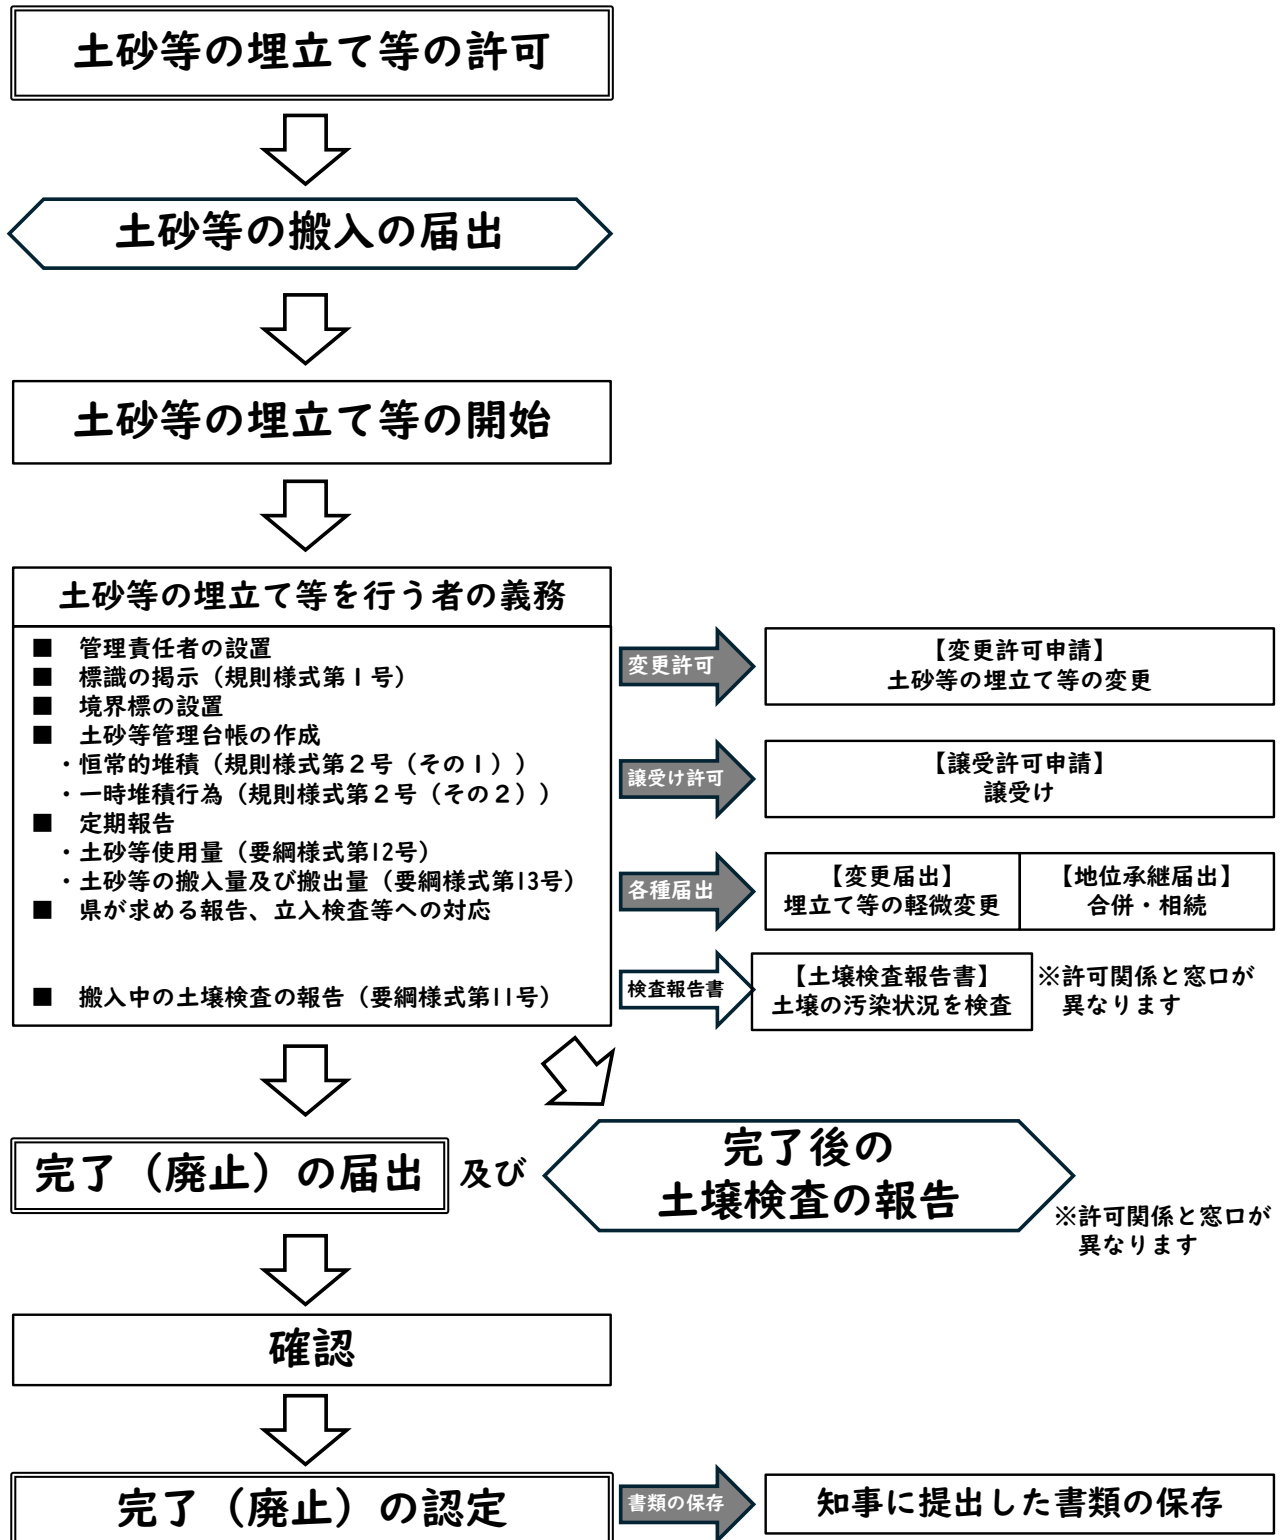 土砂等の埋立て等の許可
土砂等の搬入の届出
土砂等の埋立て等の開始
土砂等の埋立て等を行う者の義務
■ 管理責任者の設置
■ 標識の掲示（規則様式第１号）
■ 境界標の設置
■ 土砂等管理台帳の作成
・恒常的堆積（規則様式第２号（その１））
・一時堆積行為（規則様式第２号（その２））
■ 定期報告
・土砂等使用量（要綱様式第12号）
・土砂等の搬入量及び搬出量（要綱様式第13号）
■ 県が求める報告、立入検査等への対応
■ 搬入中の土壌検査の報告（要綱様式第11号）
変更許可
【変更許可申請】
土砂等の埋立て等の変更
譲受け許可
【譲受許可申請】
譲受け
各種届出
【変更届出】
埋立て等の軽微変更
【地位承継届出】
合併・相続
検査報告書
【土壌検査報告書】
土壌の汚染状況を検査
※許可関係と窓口が
異なります
完了（廃止）の届出
及び
完了後の
土壌検査の報告
※許可関係と窓口が
異なります
確認
完了（廃止）の認定
書類の保存
知事に提出した書類の保存